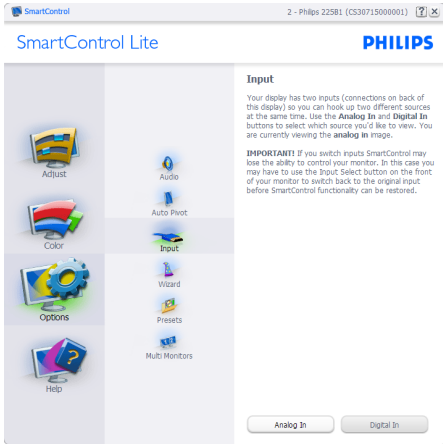 SmartControl
2 - Philips 225B1 (CS30715000001)
SmartControl Lite
PHILIPS
Adjust
Color
Options
Help
Audio
Auto Pivot
Input
Wizard
Presets
Multi Monitors
Input
Your display has two inputs (connections on back of
this display) so you can hook up two different sources
at the same time. Use the Analog In and Digital In
buttons to select which source you'd like to view. You
are currently viewing the analog in image.
IMPORTANT! If you switch inputs SmartControl may
lose the ability to control your monitor. In this case you
may have to use the Input Select button on the front
of your monitor to switch back to the original input
before SmartControl functionality can be restored.
Analog In
Digital In